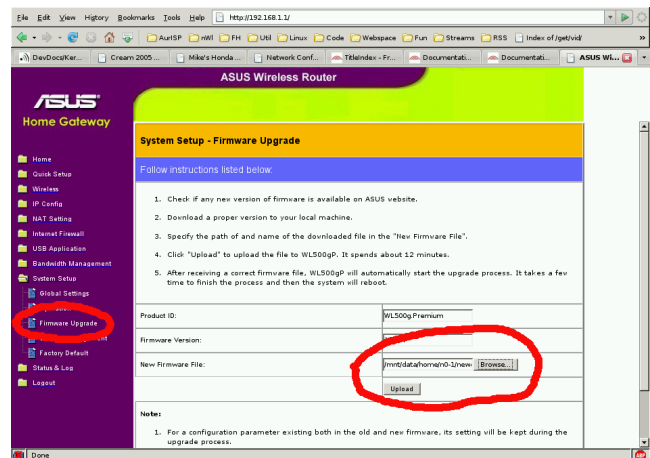 File Edit View History Bookmarks Tools Help http://192.168.1.1/
AurISP nWI FH Util Linux Code Webspace Fun Streams RSS Index of /get/vid/ »
DevDocs/Ker... Cream 2005 ... Mike's Honda ... Network Conf... TitleIndex - Fr... Documentati... Documentati... ASUS Wi...
ASUS Wireless Router
ASUS
Home Gateway
Home
Quick Setup
Wireless
IP Config
NAT Setting
Internet Firewall
USB Application
Bandwidth Management
System Setup
Global Settings
Firmware Upgrade
Factory Default
Status & Log
Logout
System Setup - Firmware Upgrade
Follow instructions listed below:
1. Check if any new version of firmware is available on ASUS website.
2. Download a proper version to your local machine.
3. Specify the path of and name of the downloaded file in the "New Firmware File".
4. Click "Upload" to upload the file to WL500gP. It spends about 12 minutes.
5. After receiving a correct firmware file, WL500gP will automatically start the upgrade process. It takes a few
time to finish the process and then the system will reboot.
Product ID: WL500g.Premium
Firmware Version:
New Firmware File: /mnt/data/home/n0-1/new Browse...
Upload
Note:
1. For a configuration parameter existing both in the old and new firmware, its setting will be kept during the
upgrade process.
Done
ABP